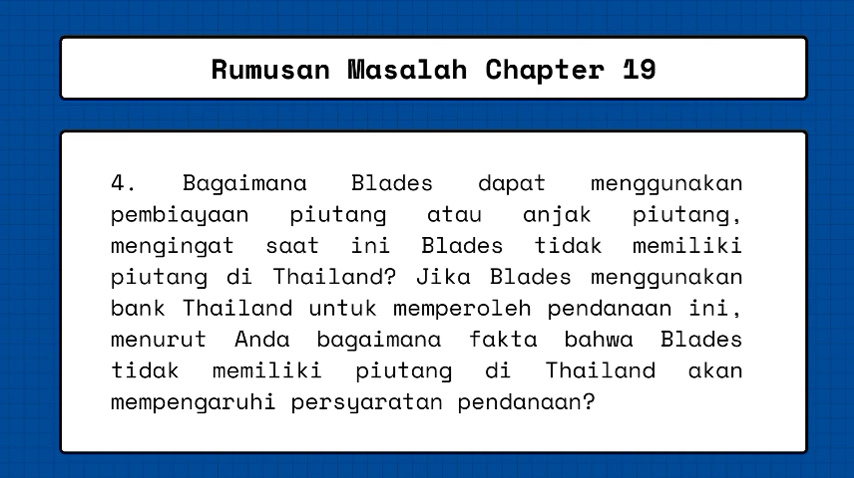 Rumusan Masalah Chapter 19
4. Bagaimana Blades dapat menggunakan
pembiayaan piutang atau anjak piutang,
mengingat saat ini Blades tidak memiliki
piutang di Thailand? Jika Blades menggunakan
bank Thailand untuk memperoleh pendanaan ini,
menurut Anda bagaimana fakta bahwa Blades
tidak memiliki piutang di Thailand akan
mempengaruhi persyaratan pendanaan?